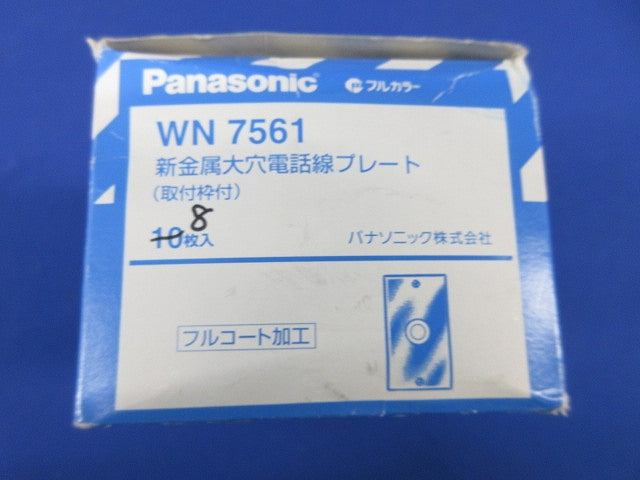 Panasonic フルカラー
WN 7561
新金属大穴電話線プレート
(取付枠付)
8
10枚入 パナソニック株式会社
フルコート加工